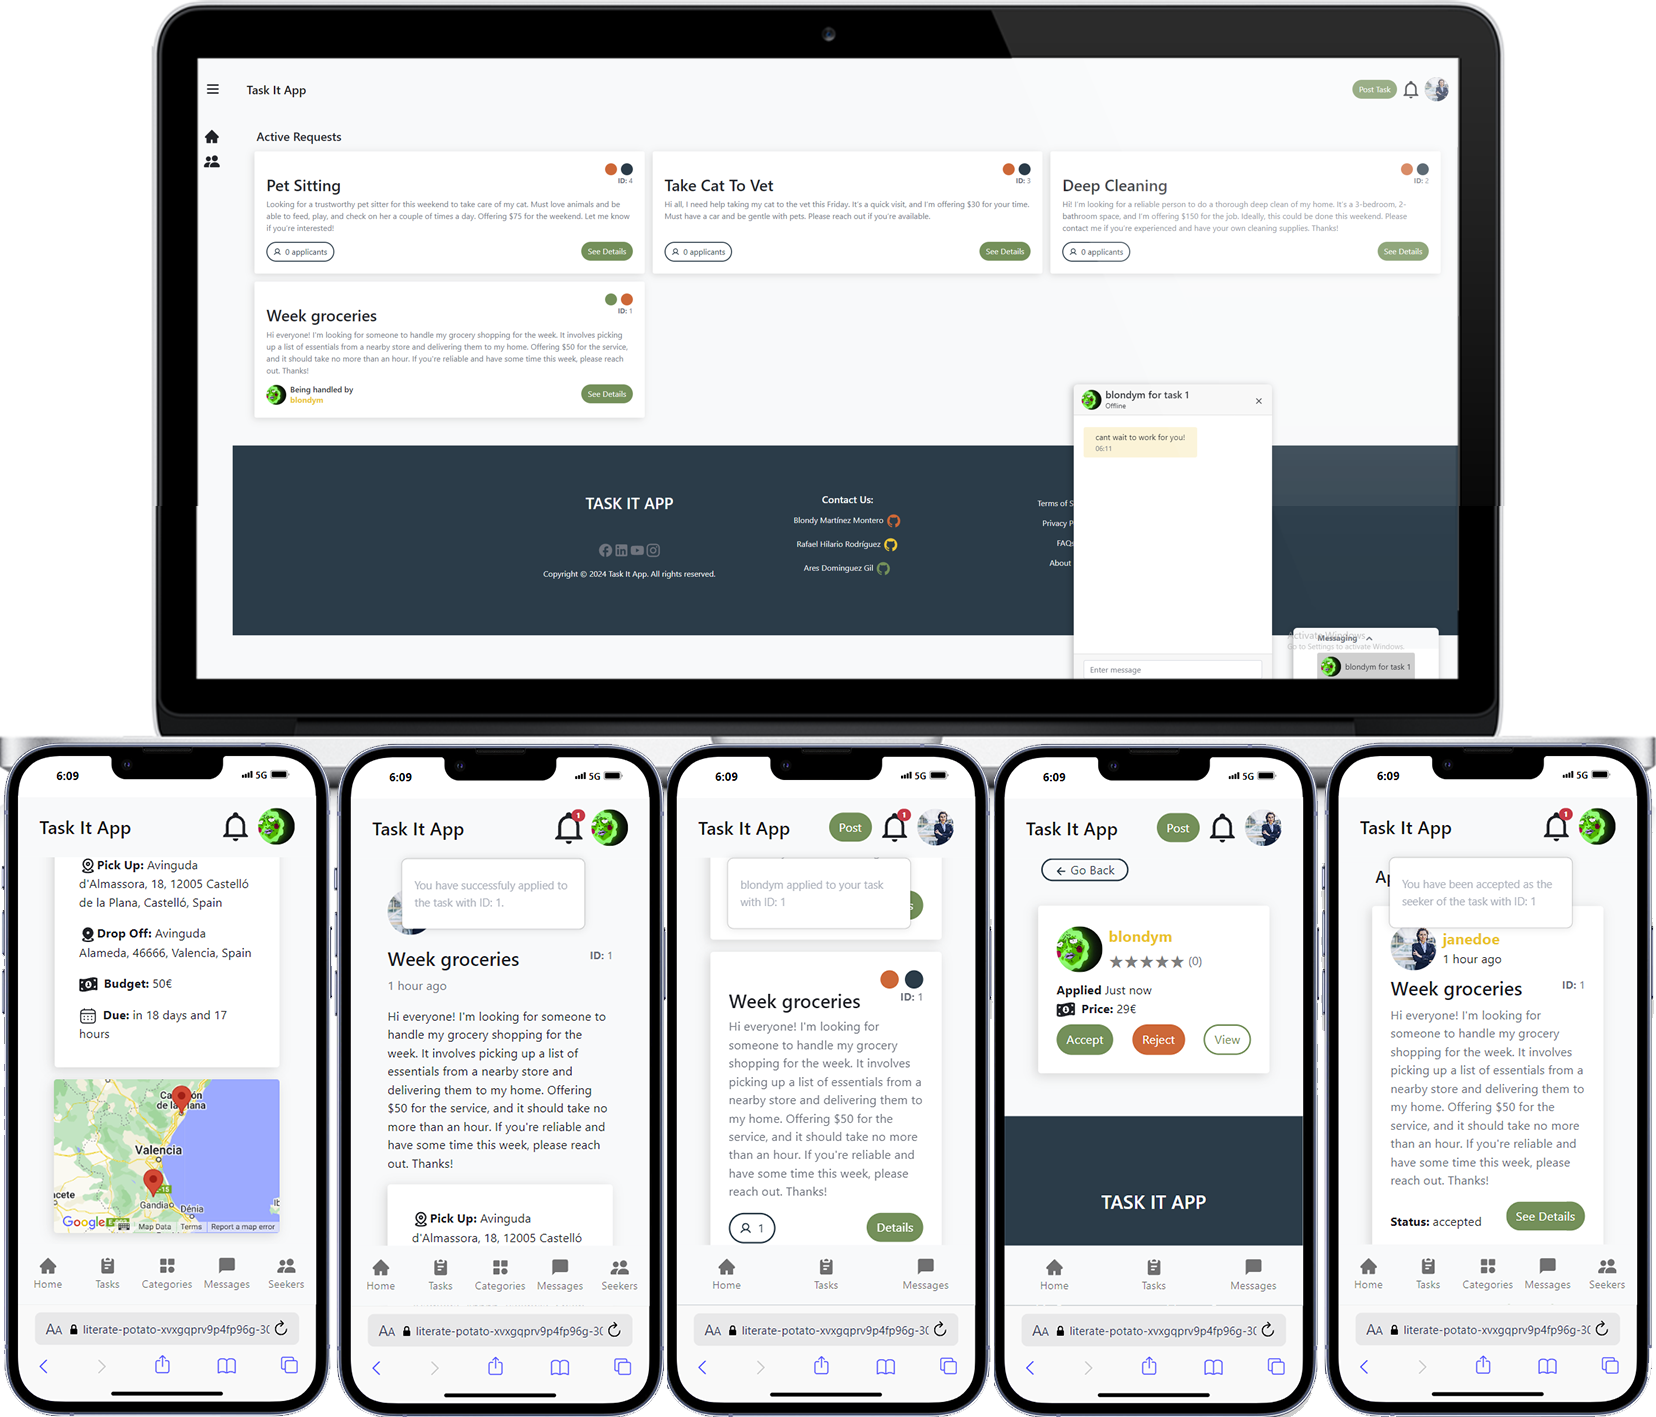 Task It App
Post Task
Active Requests
Pet Sitting
ID: 4
Looking for a trustworthy pet sitter for this weekend to take care of my cat. Must love animals and be
able to feed, play, and check on her a couple of times a day. Offering $75 for the weekend. Let me know
if you're interested!
0 applicants
See Details
Take Cat To Vet
ID: 3
Hi all, I need help taking my cat to the vet this Friday. It's a quick visit, and I'm offering $30 for your time.
Must have a car and be gentle with pets. Please reach out if you're available.
0 applicants
See Details
Deep Cleaning
ID: 2
Hi! I'm looking for a reliable person to do a thorough deep clean of my home. It's a 3-bedroom, 2-
bathroom space, and I'm offering $150 for the job. Ideally, this could be done this weekend. Please
contact me if you're experienced and have your own cleaning supplies. Thanks!
0 applicants
See Details
Week groceries
ID: 1
Hi everyone! I'm looking for someone to handle my grocery shopping for the week. It involves picking
up a list of essentials from a nearby store and delivering them to my home. Offering $50 for the service,
and it should take no more than an hour. If you're reliable and have some time this week, please reach
out. Thanks!
Being handled by
blondym
See Details
blondym for task 1
Offline
cant wait to work for you!
06:11
Enter message
TASK IT APP
Copyright © 2024 Task It App. All rights reserved.
Contact Us:
Blondy Martínez Montero
Rafael Hilario Rodríguez
Ares Dominguez Gil
Terms of S
Privacy P
FAQs
About
Activate Windows
Go to Settings to activate Windows.
Messaging
blondym for task 1
6:09
5G
Task It App
Pick Up: Avinguda
d'Almassora, 18, 12005 Castelló
de la Plana, Castelló, Spain
Drop Off: Avinguda
Alameda, 46666, Valencia, Spain
Budget: 50€
Due: in 18 days and 17
hours
Valencia
Gandia
Dénia
Google
Map Data
Terms
Report a map error
Home
Tasks
Categories
Messages
Seekers
AA
literate-potato-xvxgqprv9p4fp96g-30
6:09
5G
Task It App
1
You have successfuly applied to
the task with ID: 1.
Week groceries
ID: 1
1 hour ago
Hi everyone! I'm looking for someone to
handle my grocery shopping for the
week. It involves picking up a list of
essentials from a nearby store and
delivering them to my home. Offering
$50 for the service, and it should take no
more than an hour. If you're reliable and
have some time this week, please reach
out. Thanks!
Pick Up: Avinguda
d'Almassora, 18, 12005 Castelló
Home
Tasks
Categories
Messages
Seekers
AA
literate-potato-xvxgqprv9p4fp96g-30
6:09
5G
Task It App
Post
1
blondym applied to your task
with ID: 1
Week groceries
ID: 1
Hi everyone! I'm looking for
someone to handle my grocery
shopping for the week. It involves
picking up a list of essentials from a
nearby store and delivering them to
my home. Offering $50 for the
service, and it should take no more
than an hour. If you're reliable and
have some time this week, please
reach out. Thanks!
1
Details
Home
Tasks
Messages
AA
literate-potato-xvxgqprv9p4fp96g-30
6:09
5G
Task It App
Post
Go Back
blondym
(0)
Applied Just now
Price: 29€
Accept
Reject
View
TASK IT APP
Home
Tasks
Messages
AA
literate-potato-xvxgqprv9p4fp96g-30
6:09
5G
Task It App
1
You have been accepted as the
seeker of the task with ID: 1
janedoe
1 hour ago
Week groceries
ID: 1
Hi everyone! I'm looking for
someone to handle my grocery
shopping for the week. It involves
picking up a list of essentials from a
nearby store and delivering them to
my home. Offering $50 for the
service, and it should take no more
than an hour. If you're reliable and
have some time this week, please
reach out. Thanks!
Status: accepted
See Details
Home
Tasks
Categories
Messages
Seekers
AA
literate-potato-xvxgqprv9p4fp96g-30